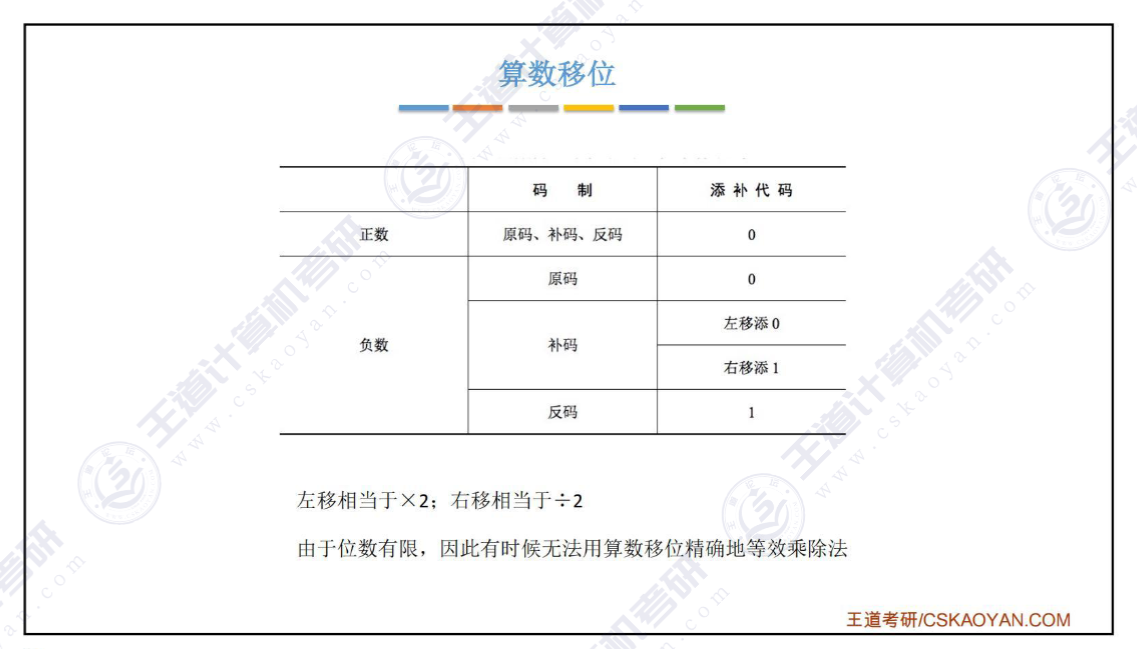 算数移位
码 制 添补代码
正数 原码、补码、反码 0
原码 0
负数 补码 左移添 0
右移添 1
反码 1
左移相当于×2；右移相当于÷2
由于位数有限，因此有时候无法用算数移位精确地等效乘除法
王道考研/CSKAOYAN.COM
王道计算机考研
www.cskaoyan.com